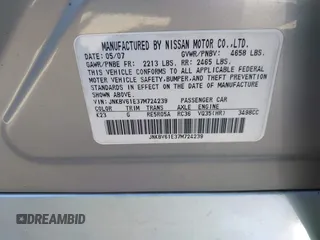 MANUFACTURED BY NISSAN MOTOR CO.,LTD.
DATE: 05/07 GVWR/PNBV: 4658 LBS.
GAWR/PNBE FR: 2213 LBS. RR: 2465 LBS.
THIS VEHICLE CONFORMS TO ALL APPLICABLE
FEDERAL MOTOR VEHICLE SAFETY, BUMPER, AND THEFT
PREVENTION STANDARDS IN EFFECT ON THE DATE OF
MANUFACTURE SHOWN ABOVE.
VIN: JNKBV61E37M724239 PASSENGER CAR
COLOR TRIM TRANS AXLE ENGINE
K23 G RE5R05A RC36 VQ35(HR) 3498CC
JNKBV61E37M724239
DREAMBID